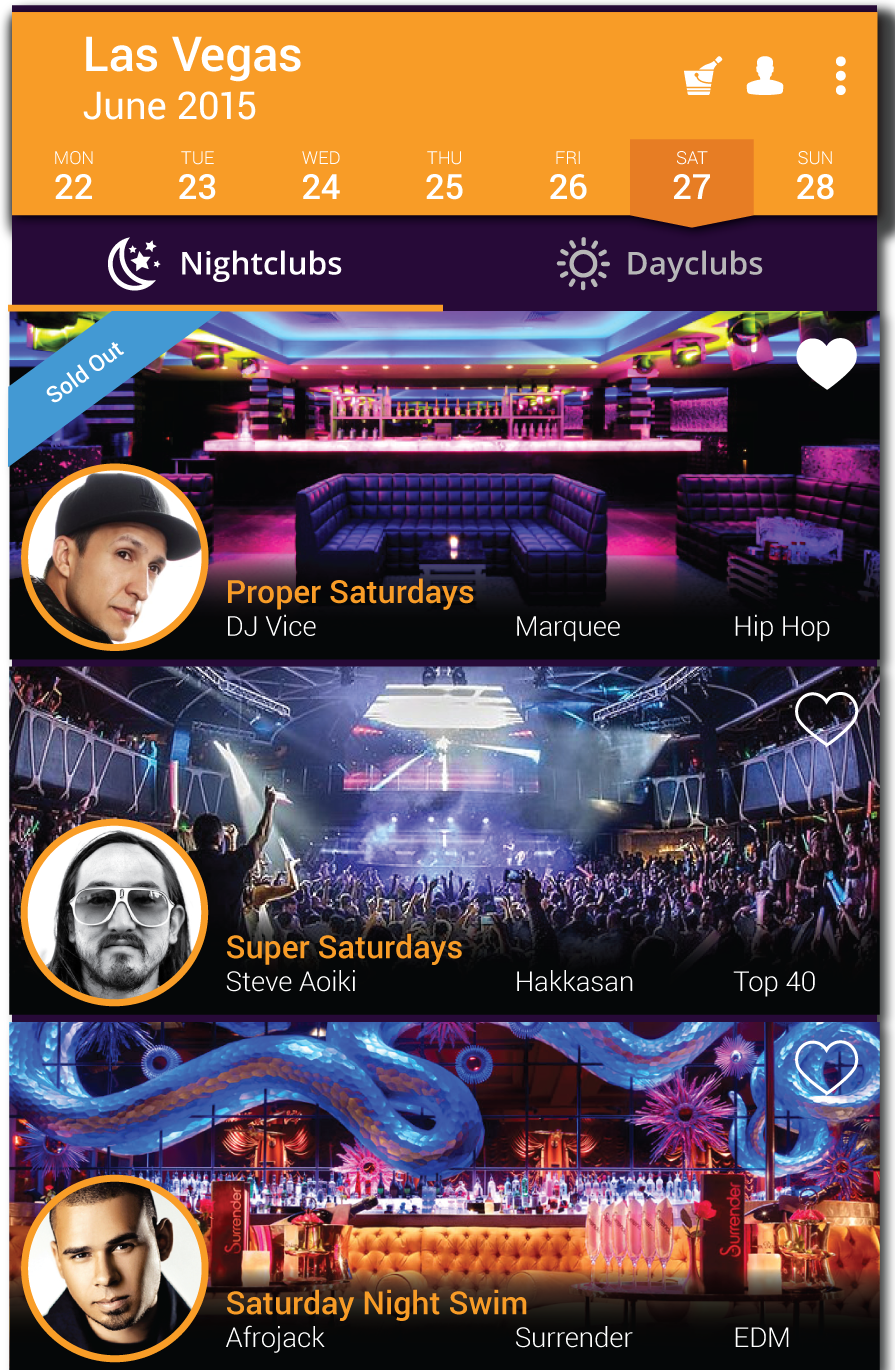 Las Vegas
June 2015
MON TUE WED THU FRI SAT SUN
22 23 24 25 26 27 28
Nightclubs Dayclubs
Sold Out
Proper Saturdays
DJ Vice Marquee Hip Hop
Super Saturdays
Steve Aoiki Hakkasan Top 40
Surrender Surrender
Saturday Night Swim
Afrojack Surrender EDM